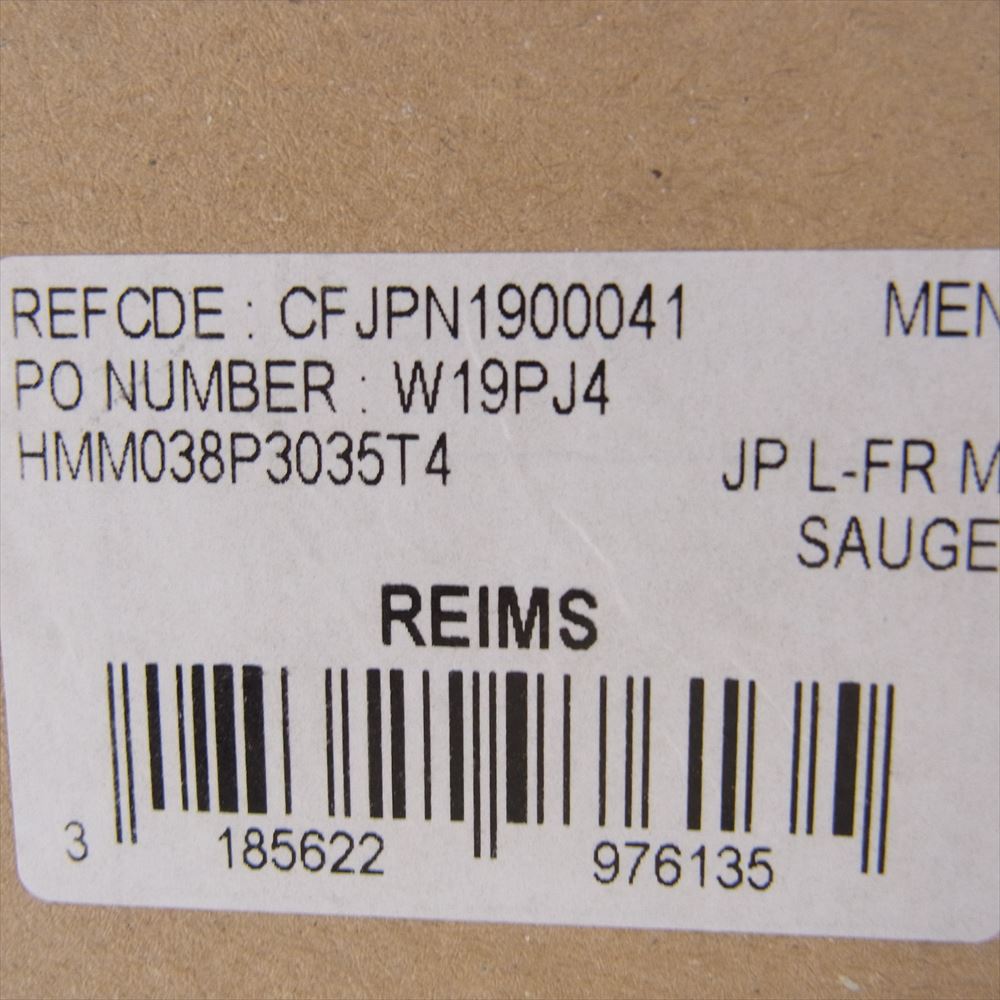 REFCDE : CFJPN1900041 MEN
PO NUMBER : W19PJ4
HMM038P3035T4 JP L-FR M
SAUGE
REIMS
3 185622 976135